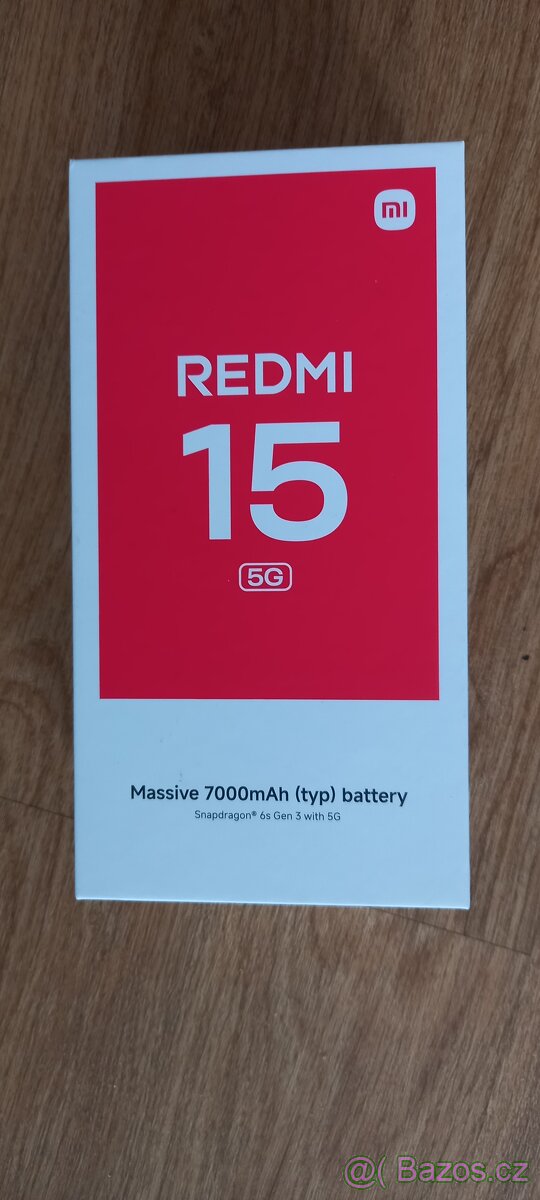 mi
REDMI
15
5G
Massive 7000mAh (typ) battery
Snapdragon® 6s Gen 3 with 5G
@( Bazos.cz